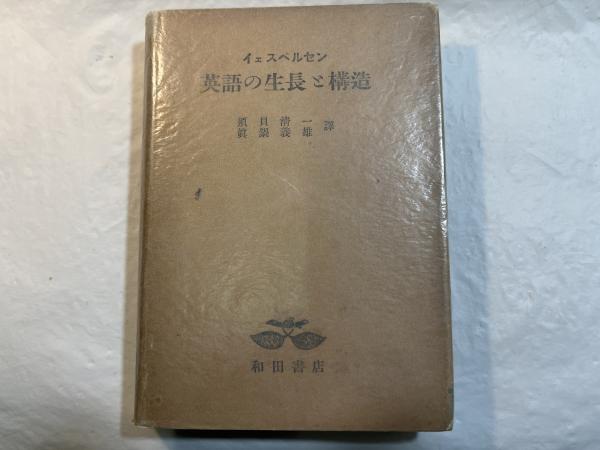 イェスペルセン
英語の生長と構造
須貝清一
眞鍋義雄 譯
和田書店